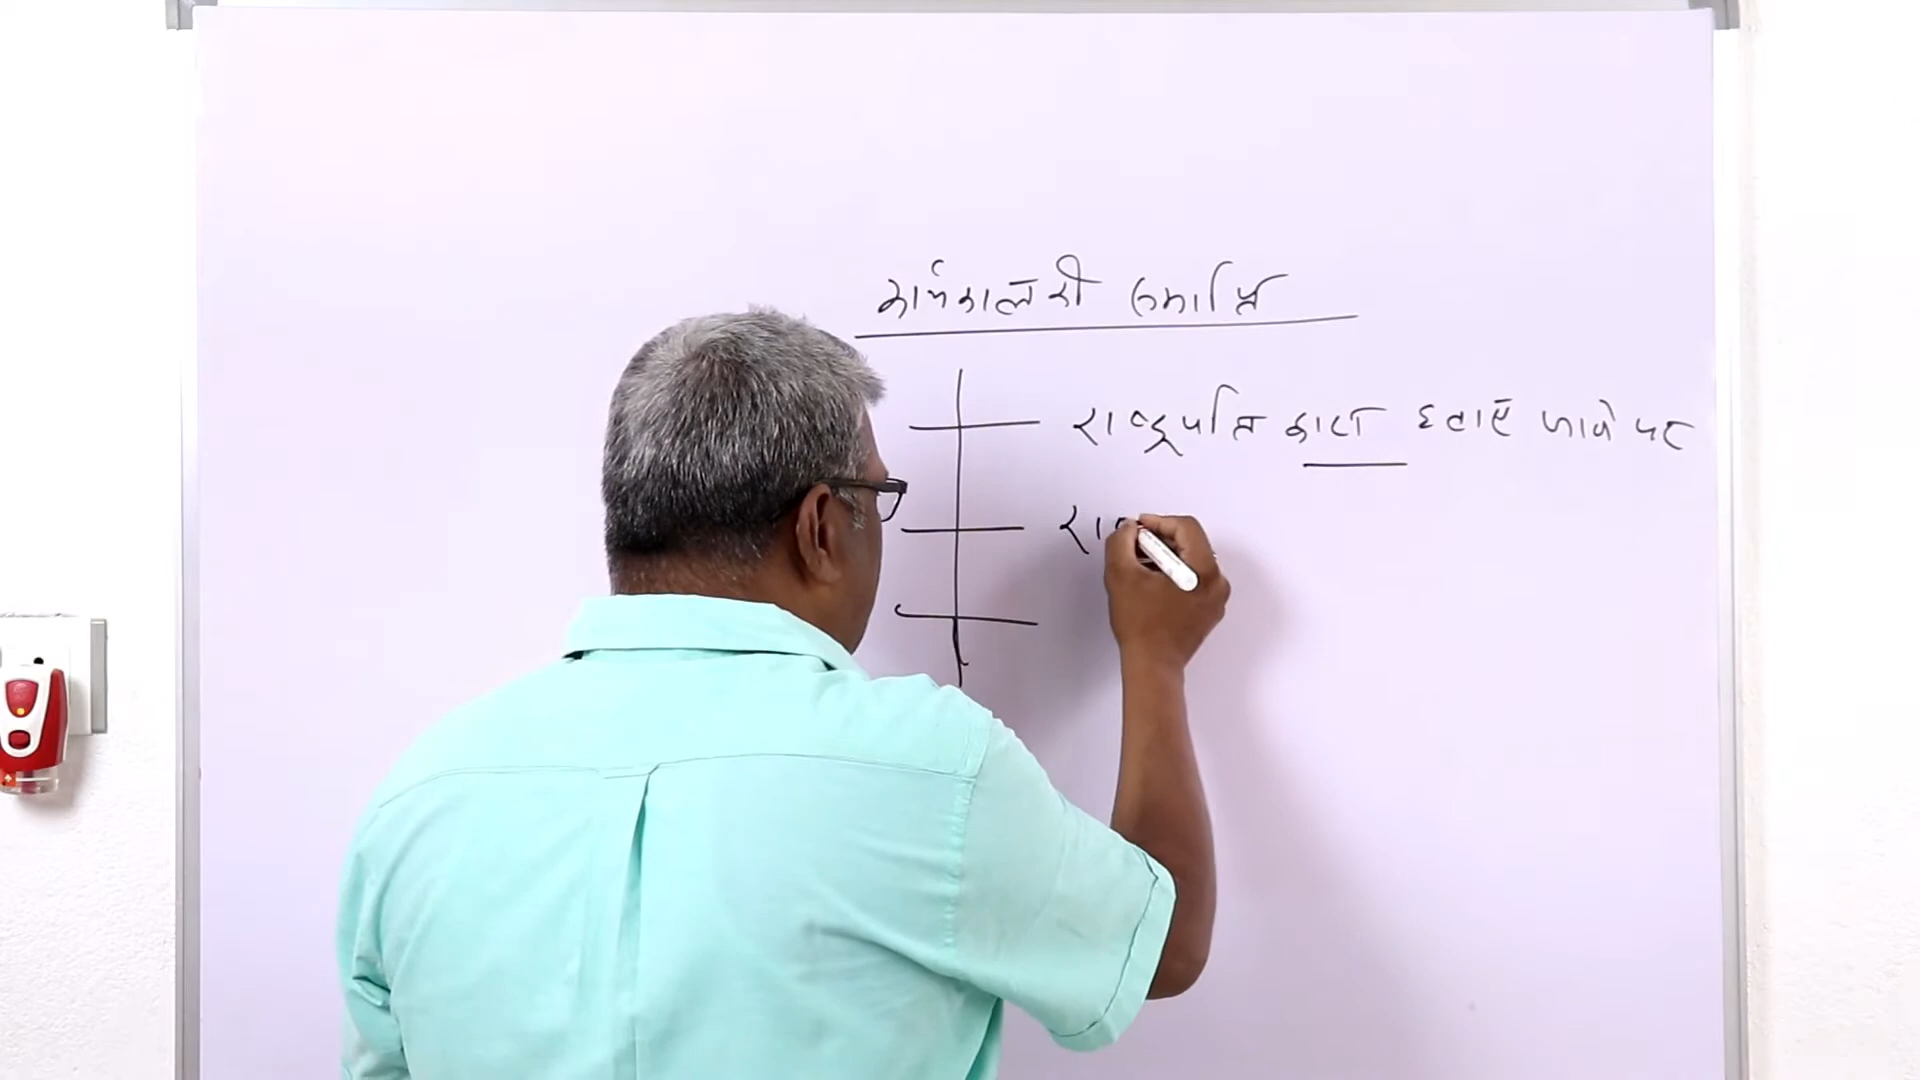 कार्यकाल की समाप्ति
राष्ट्रपति द्वारा हटाए जाने पर
रा